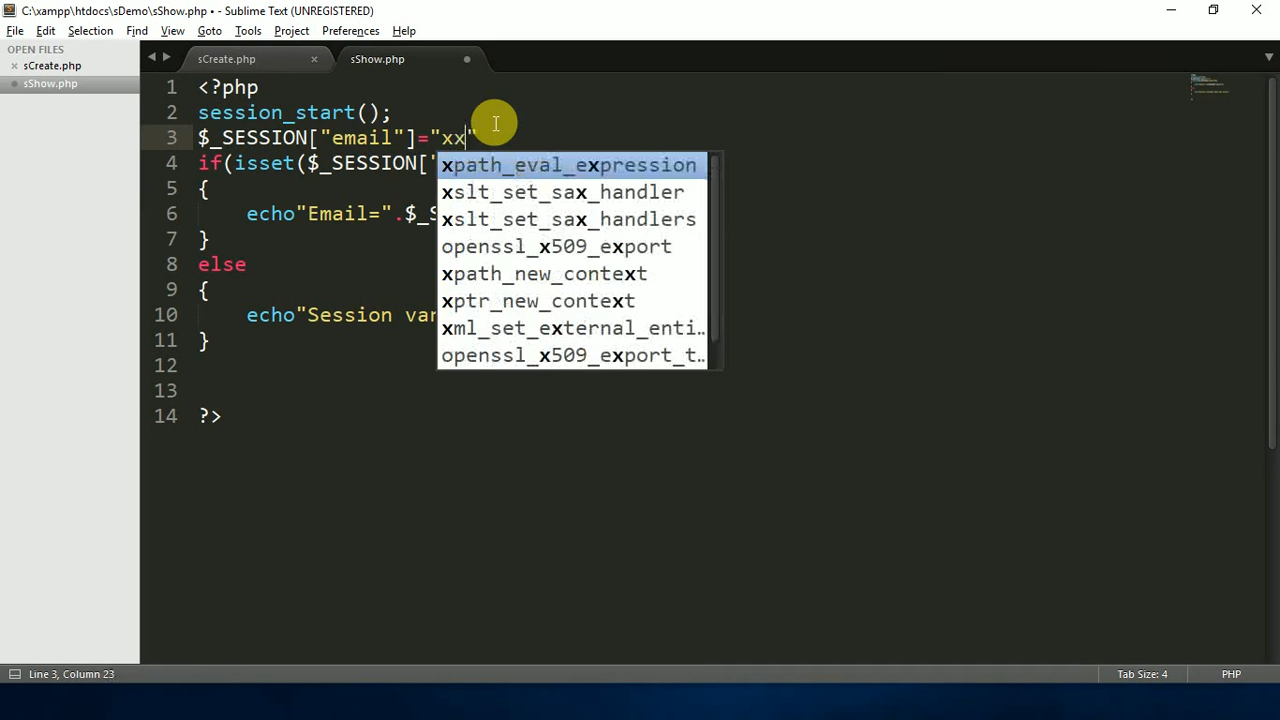 C:\xampp\htdocs\sDemo\sShow.php • - Sublime Text (UNREGISTERED)
File Edit Selection Find View Goto Tools Project Preferences Help
OPEN FILES
sCreate.php
sShow.php
sCreate.php
sShow.php
1 <?php
2 session_start();
3 $_SESSION["email"]="xx"
4 if(isset($_SESSION["
5 {
6 echo"Email=".$_S
7 }
8 else
9 {
10 echo"Session var
11 }
12
13
14 ?>
xpath_eval_expression
xslt_set_sax_handler
xslt_set_sax_handlers
openssl_x509_export
xpath_new_context
xptr_new_context
xml_set_external_enti..
openssl_x509_export_t..
Line 3, Column 23
Tab Size: 4
PHP